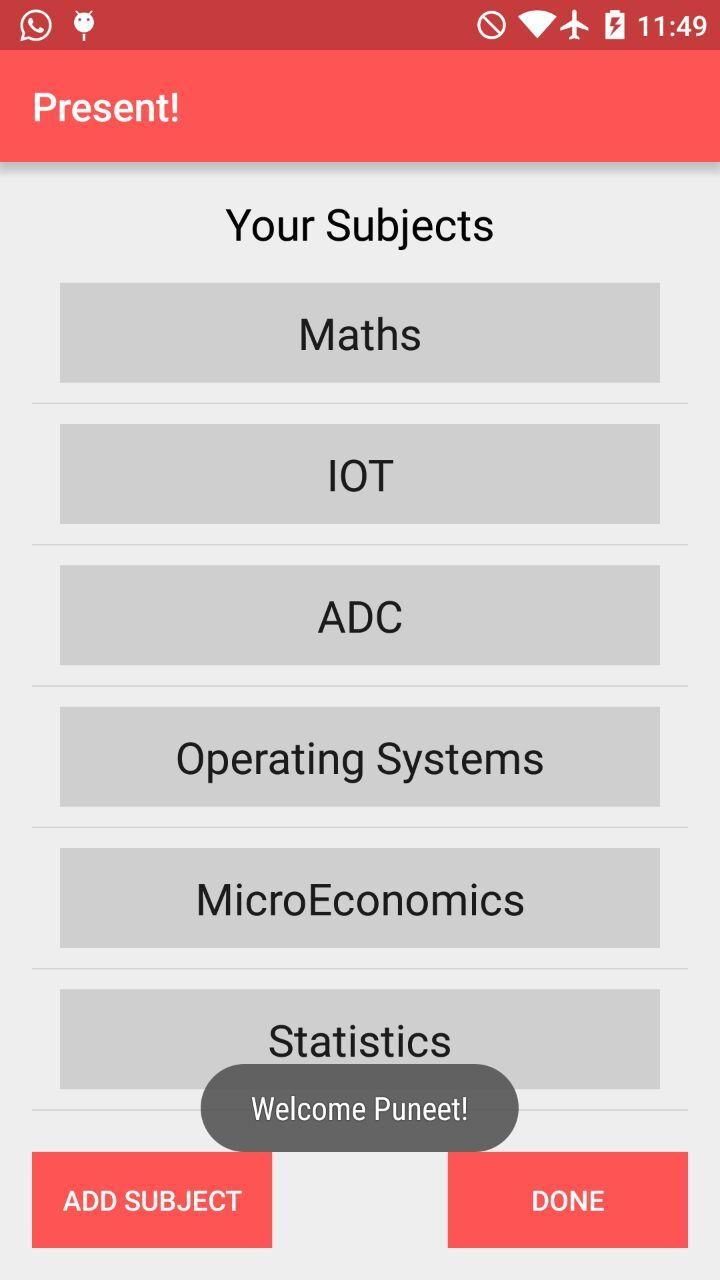 11:49
Present!
Your Subjects
Maths
IOT
ADC
Operating Systems
MicroEconomics
Statistics
Welcome Puneet!
ADD SUBJECT
DONE